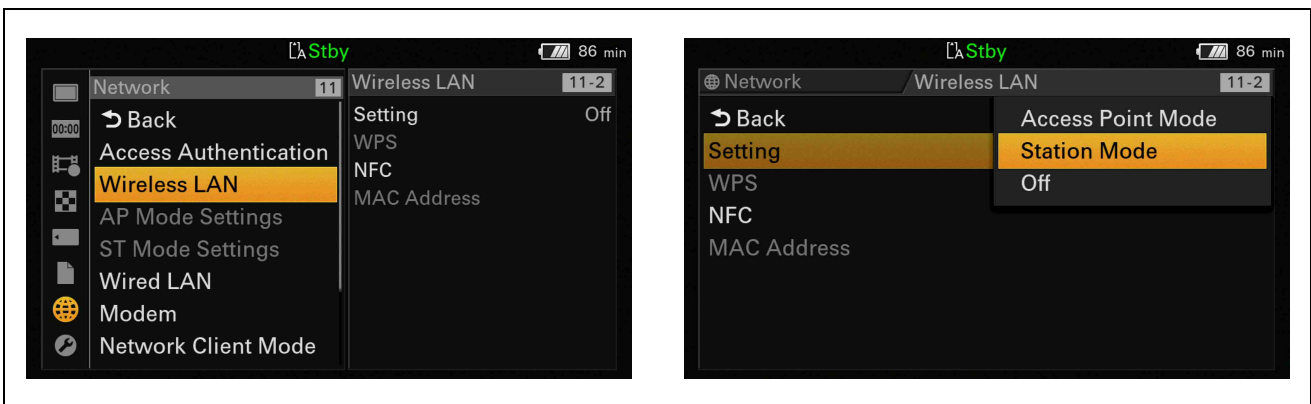 Stby 86 min
Network 11
Back
Access Authentication
Wireless LAN
AP Mode Settings
ST Mode Settings
Wired LAN
Modem
Network Client Mode
00:00
Wireless LAN 11-2
Setting Off
WPS
NFC
MAC Address
Stby 86 min
Network Wireless LAN 11-2
Back
Setting
WPS
NFC
MAC Address
Access Point Mode
Station Mode
Off